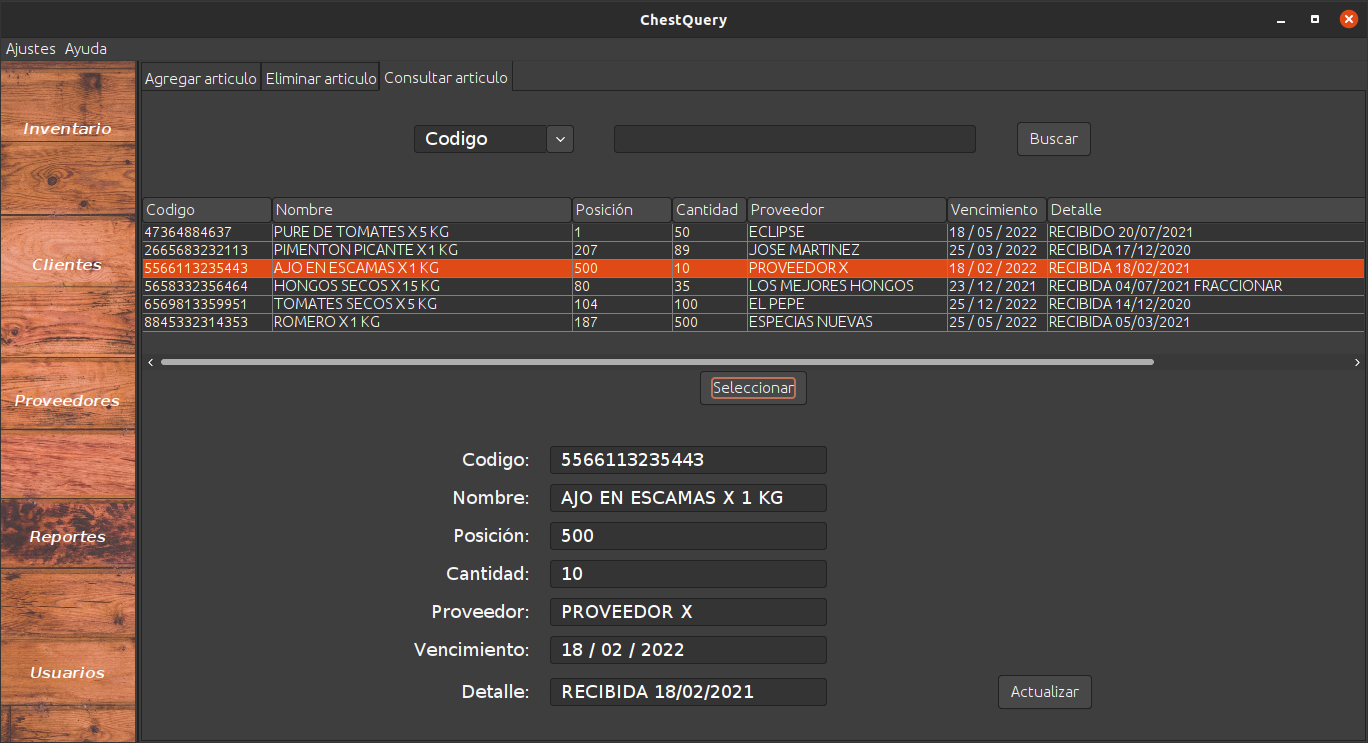 ChestQuery
Ajustes Ayuda
Agregar articulo Eliminar articulo Consultar articulo
Inventario
Clientes
Proveedores
Reportes
Usuarios
Codigo Buscar
Codigo Nombre Posición Cantidad Proveedor Vencimiento Detalle
47364884637 PURE DE TOMATES X 5 KG 1 50 ECLIPSE 18 / 05 / 2022 RECIBIDO 20/07/2021
2665683232113 PIMENTON PICANTE X 1 KG 207 89 JOSE MARTINEZ 25 / 03 / 2022 RECIBIDA 17/12/2020
5566113235443 AJO EN ESCAMAS X 1 KG 500 10 PROVEEDOR X 18 / 02 / 2022 RECIBIDA 18/02/2021
5658332356464 HONGOS SECOS X 15 KG 80 35 LOS MEJORES HONGOS 23 / 12 / 2021 RECIBIDA 04/07/2021 FRACCIONAR
6569813359951 TOMATES SECOS X 5 KG 104 100 EL PEPE 25 / 12 / 2022 RECIBIDA 14/12/2020
8845332314353 ROMERO X 1 KG 187 500 ESPECIAS NUEVAS 25 / 05 / 2022 RECIBIDA 05/03/2021
Seleccionar
Codigo: 5566113235443
Nombre: AJO EN ESCAMAS X 1 KG
Posición: 500
Cantidad: 10
Proveedor: PROVEEDOR X
Vencimiento: 18 / 02 / 2022
Detalle: RECIBIDA 18/02/2021
Actualizar